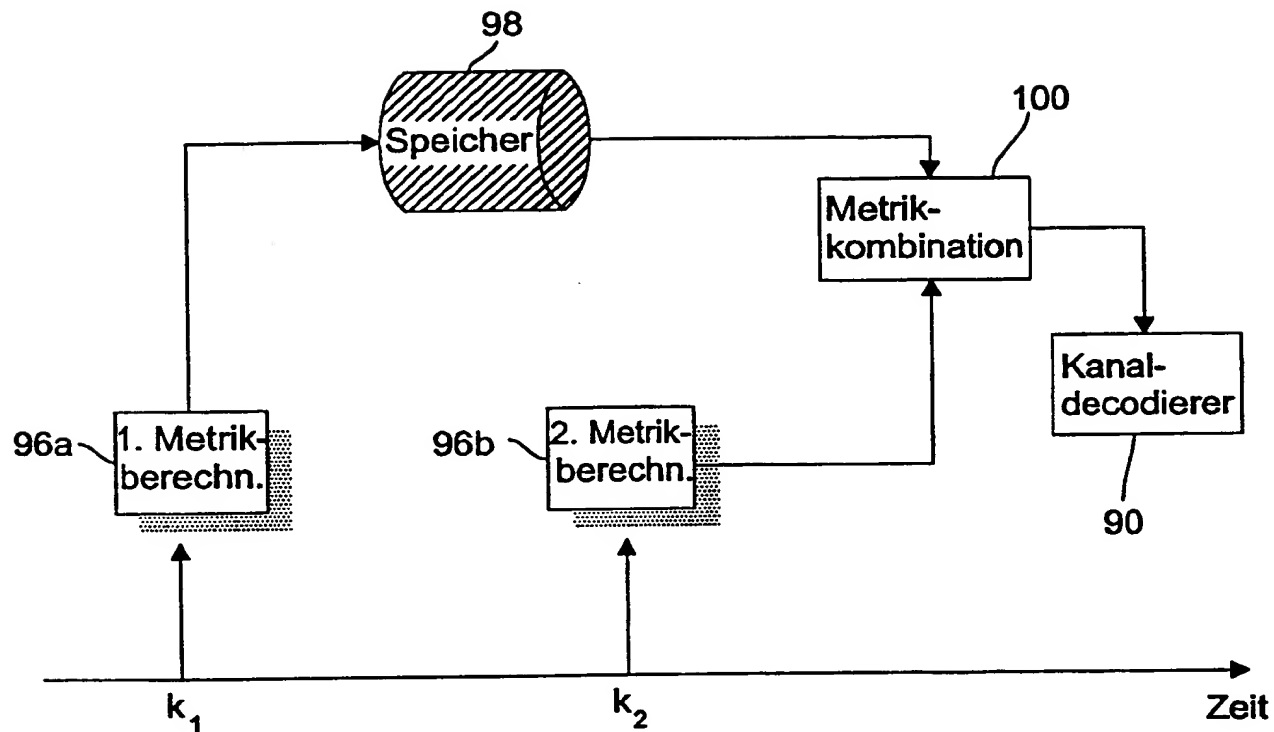 98
Speicher
100
Metrik-
kombination
Kanal-
decodierer
90
96a
1. Metrik-
berechn.
96b
2. Metrik-
berechn.
k₁
k₂
Zeit